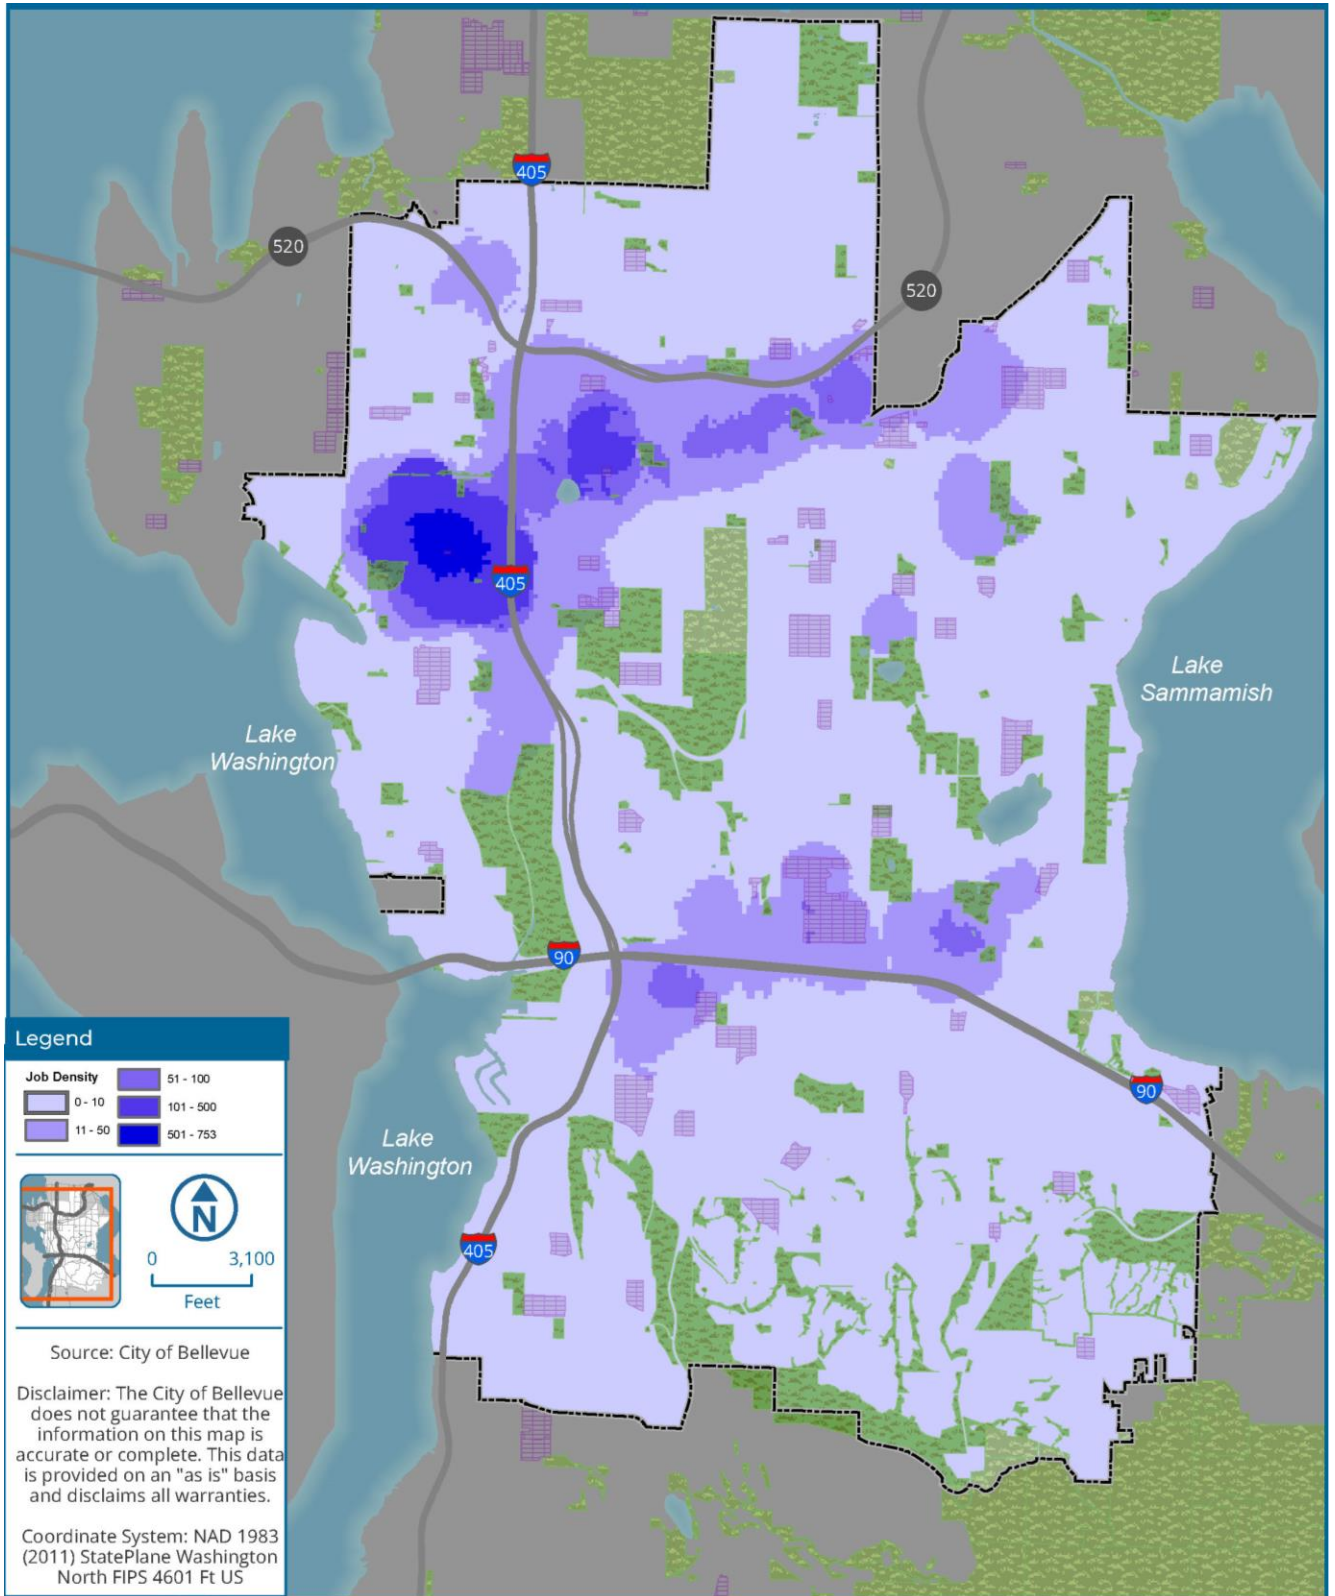 405
520
520
405
Lake
Sammamish
Lake
Washington
90
Legend
Job Density
0 - 10
11 - 50
51 - 100
101 - 500
501 - 753
90
Lake
Washington
405
N
0 3,100
Feet
Source: City of Bellevue
Disclaimer: The City of Bellevue
does not guarantee that the
information on this map is
accurate or complete. This data
is provided on an "as is" basis
and disclaims all warranties.
Coordinate System: NAD 1983
(2011) StatePlane Washington
North FIPS 4601 Ft US